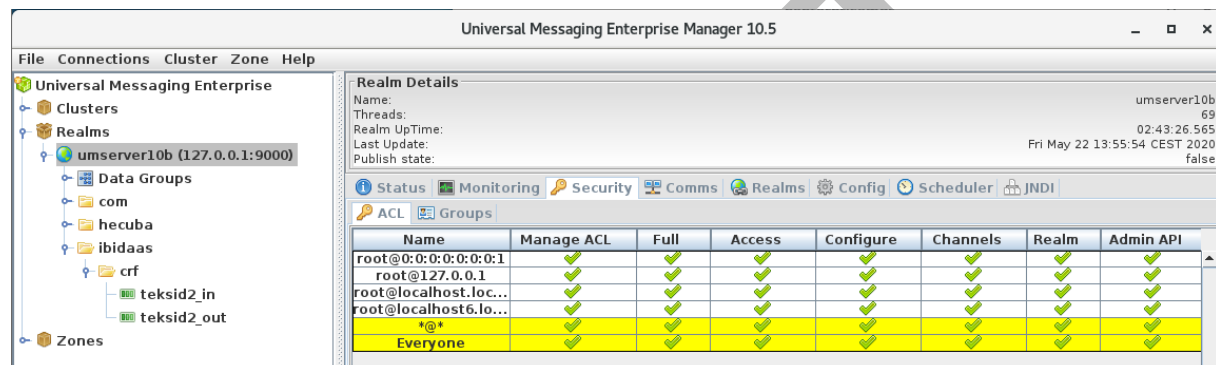 Universal Messaging Enterprise Manager 10.5
File Connections Cluster Zone Help
Universal Messaging Enterprise
Clusters
Realms
umserver10b (127.0.0.1:9000)
Data Groups
com
hecuba
ibidaas
crf
teksid2_in
teksid2_out
Zones
Realm Details
Name: umserver10b
Threads: 69
Realm UpTime: 02:43:26.565
Last Update: Fri May 22 13:55:54 CEST 2020
Publish state: false
Status Monitoring Security Comms Realms Config Scheduler JNDI
ACL Groups
Name Manage ACL Full Access Configure Channels Realm Admin API
root@0:0:0:0:0:0:0:1
root@127.0.0.1
root@localhost.loc...
root@localhost6.lo...
*@*
Everyone